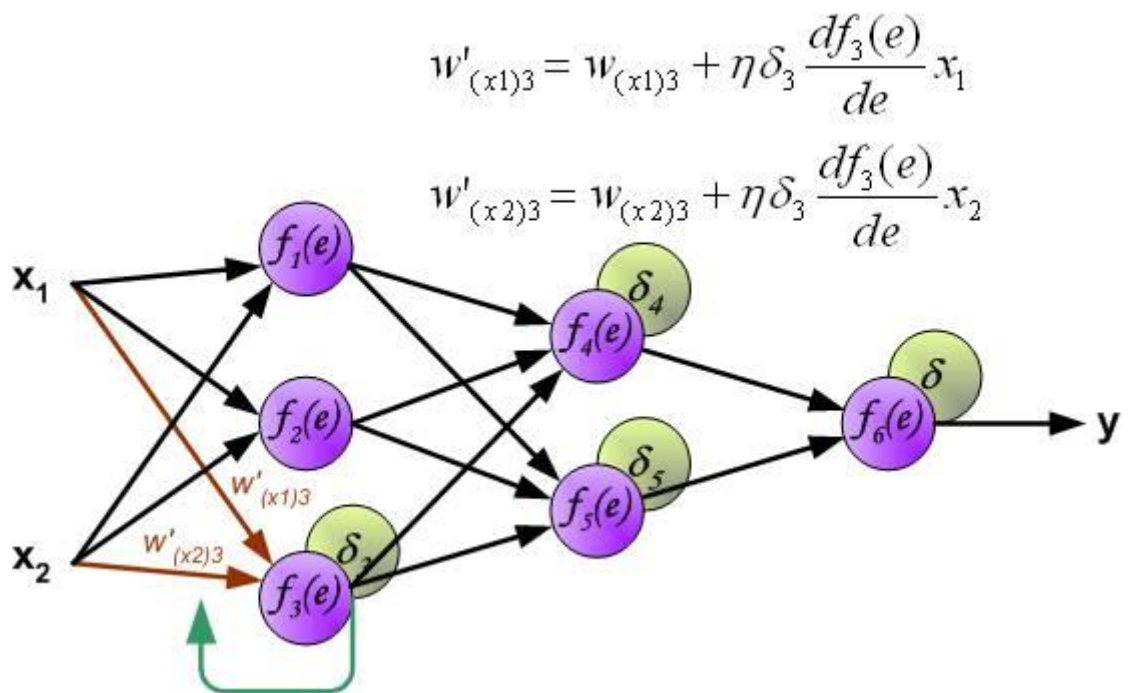 w'₍ₓ₁₎₃ = w₍ₓ₁₎₃ + ηδ₃ df₃(e)/de x₁
w'₍ₓ₂₎₃ = w₍ₓ₂₎₃ + ηδ₃ df₃(e)/de x₂
f₁(e)
x₁
δ₄
f₄(e)
δ
f₂(e)
f₆(e)
y
δ₅
w'₍ₓ₁₎₃
f₅(e)
x₂
w'₍ₓ₂₎₃
δ₃
f₃(e)